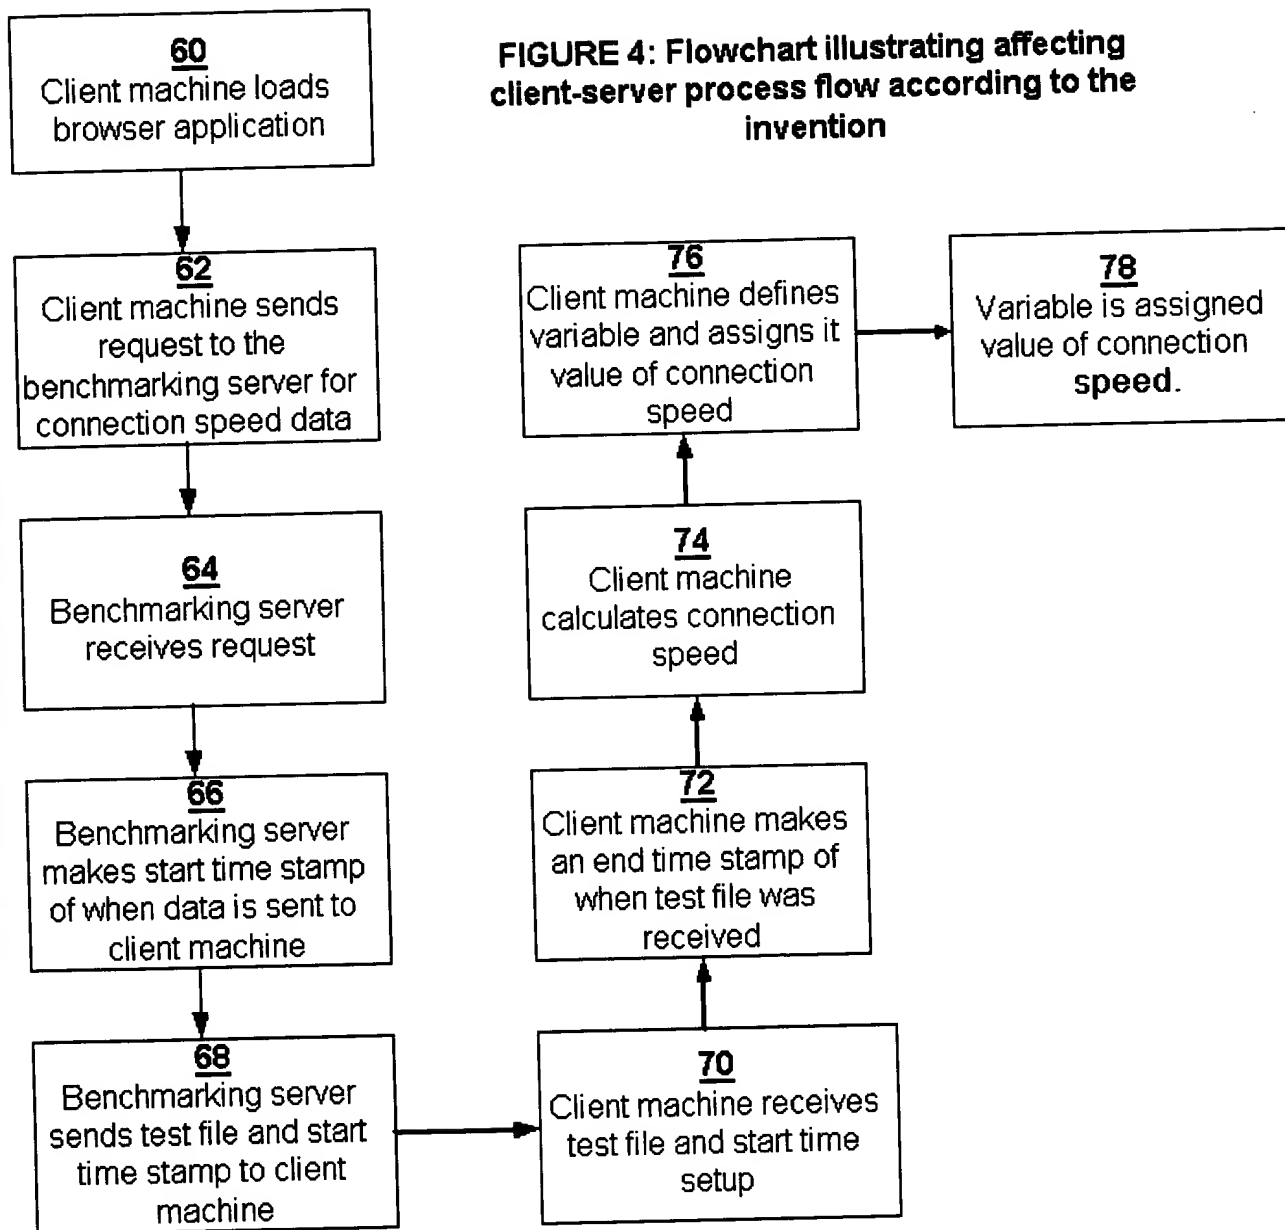 FIGURE 4: Flowchart illustrating affecting
client-server process flow according to the
invention
60
Client machine loads
browser application
62
Client machine sends
request to the
benchmarking server for
connection speed data
64
Benchmarking server
receives request
66
Benchmarking server
makes start time stamp
of when data is sent to
client machine
68
Benchmarking server
sends test file and start
time stamp to client
machine
70
Client machine receives
test file and start time
setup
72
Client machine makes
an end time stamp of
when test file was
received
74
Client machine
calculates connection
speed
76
Client machine defines
variable and assigns it
value of connection
speed
78
Variable is assigned
value of connection
speed.